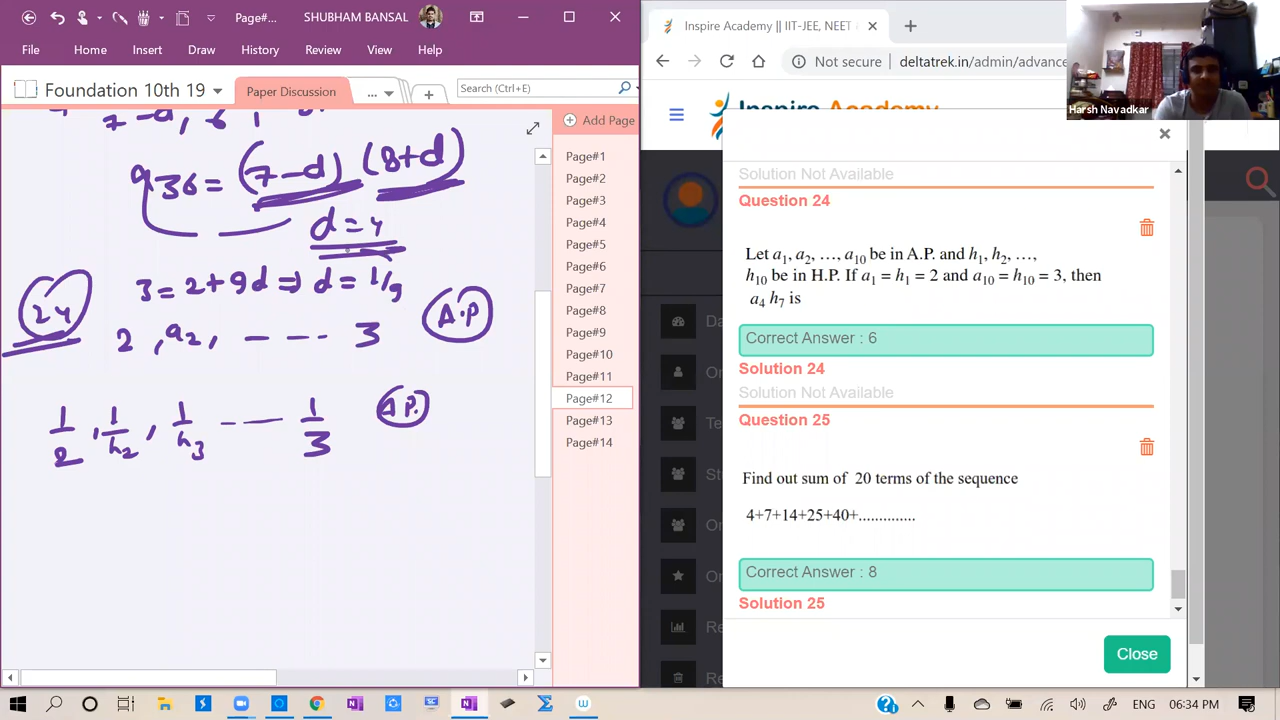 Page#
SHUBHAM BANSAL
File Home Insert Draw History Review View Help
Foundation 10th 19
Paper Discussion
...
Search (Ctrl+E)
Add Page
Page#1
Page#2
Page#3
Page#4
Page#5
Page#6
Page#7
Page#8
Page#9
Page#10
Page#11
Page#12
Page#13
Page#14
36 = (7-d) (8+d)
d=4
3 = 2+9d ⇒ d = 1/9
24
2, a2, ---- 3
A.P
1/2, 1/h2, 1/h3 ---- 1/3
A.P.
Inspire Academy || IIT-JEE, NEET
Not secure deltatrek.in/admin/advance
Inspire Academy
Harsh Navadkar
Solution Not Available
Question 24
Let a1, a2, …, a10 be in A.P. and h1, h2, …,
h10 be in H.P. If a1 = h1 = 2 and a10 = h10 = 3, then
a4 h7 is
Correct Answer : 6
Solution 24
Solution Not Available
Question 25
Find out sum of 20 terms of the sequence
4+7+14+25+40+..............
Correct Answer : 8
Solution 25
Close
ENG 06:34 PM